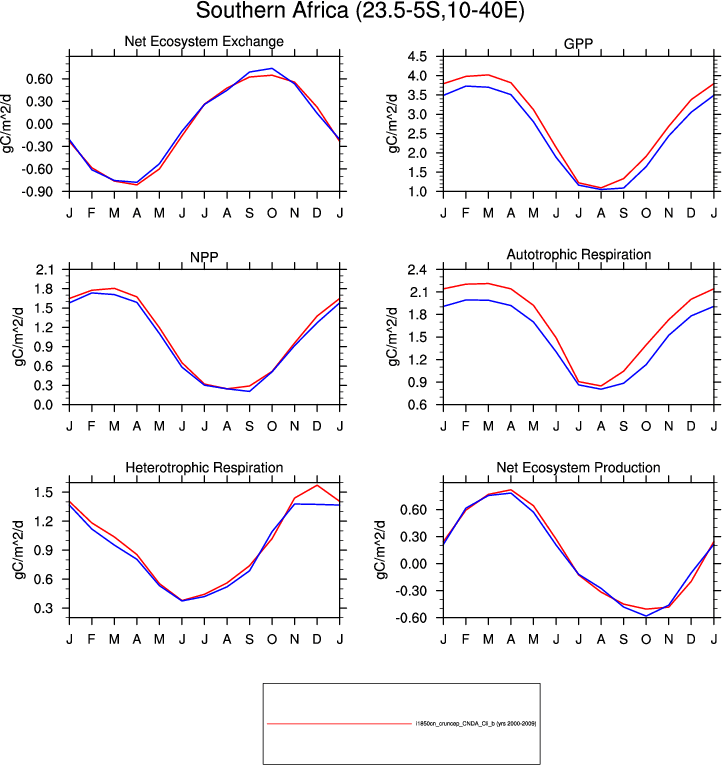 Southern Africa (23.5-5S,10-40E)
Net Ecosystem Exchange
gC/m^2/d
0.60
0.30
0.00
-0.30
-0.60
-0.90
J F M A M J J A S O N D J
GPP
gC/m^2/d
4.5
4.0
3.5
3.0
2.5
2.0
1.5
1.0
J F M A M J J A S O N D J
NPP
gC/m^2/d
2.1
1.8
1.5
1.2
0.9
0.6
0.3
0.0
J F M A M J J A S O N D J
Autotrophic Respiration
gC/m^2/d
2.4
2.1
1.8
1.5
1.2
0.9
0.6
J F M A M J J A S O N D J
Heterotrophic Respiration
gC/m^2/d
1.5
1.2
0.9
0.6
0.3
J F M A M J J A S O N D J
Net Ecosystem Production
gC/m^2/d
0.60
0.30
0.00
-0.30
-0.60
J F M A M J J A S O N D J
(yrs 2000-2009)